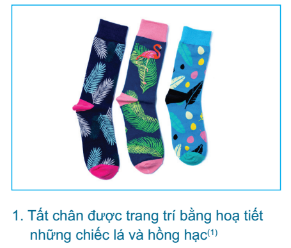 1. Tất chân được trang trí bằng hoạ tiết
những chiếc lá và hồng hạc(1)